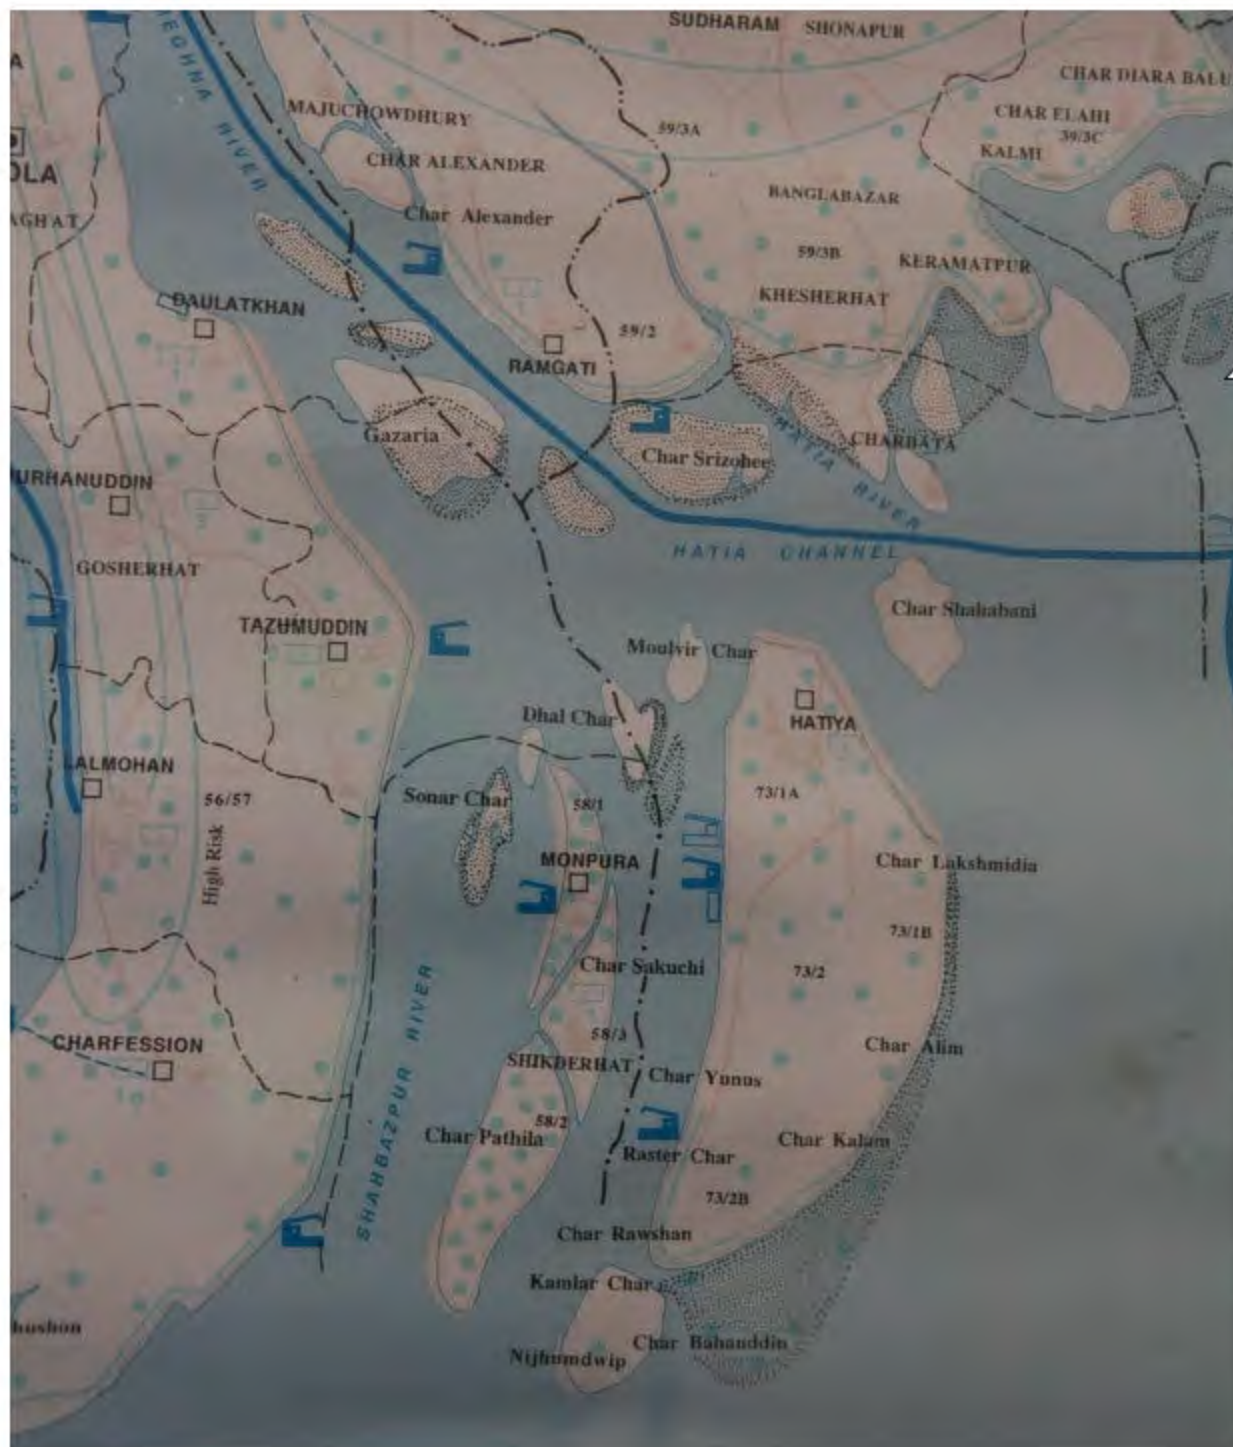 SUDHARAM SHONAPUR
MEGHNA RIVER
CHAR DIARA BALU
MAJUCHOWDHURY
CHAR ELAHI
59/3A
59/3C
KALMI
CHAR ALEXANDER
OLA
BANGLABAZAR
AGHAT
Char Alexander
59/3B
KERAMATPUR
DAULATKHAN
KHESHERHAT
59/2
RAMGATI
Gazaria
CHARBATA
Char Srizohee
HATIA RIVER
URHANUDDIN
HATIA CHANNEL
GOSHERHAT
Char Shahabani
TAZUMUDDIN
Moulvir Char
Dhal Char
HATIYA
LALMOHAN
56/57
Sonar Char
58/1
73/1A
High Risk
MONPURA
Char Lakshmidia
73/1B
Char Sakuchi
73/2
SHAHBAZPUR RIVER
58/3
CHARFESSION
Char Alim
SHIKDERHAT
Char Yunus
58/2
Char Pathila
Char Kalam
Raster Char
73/2B
Char Rawshan
Kamlar Char
hushon
Char Bahauddin
Nijhumdwip